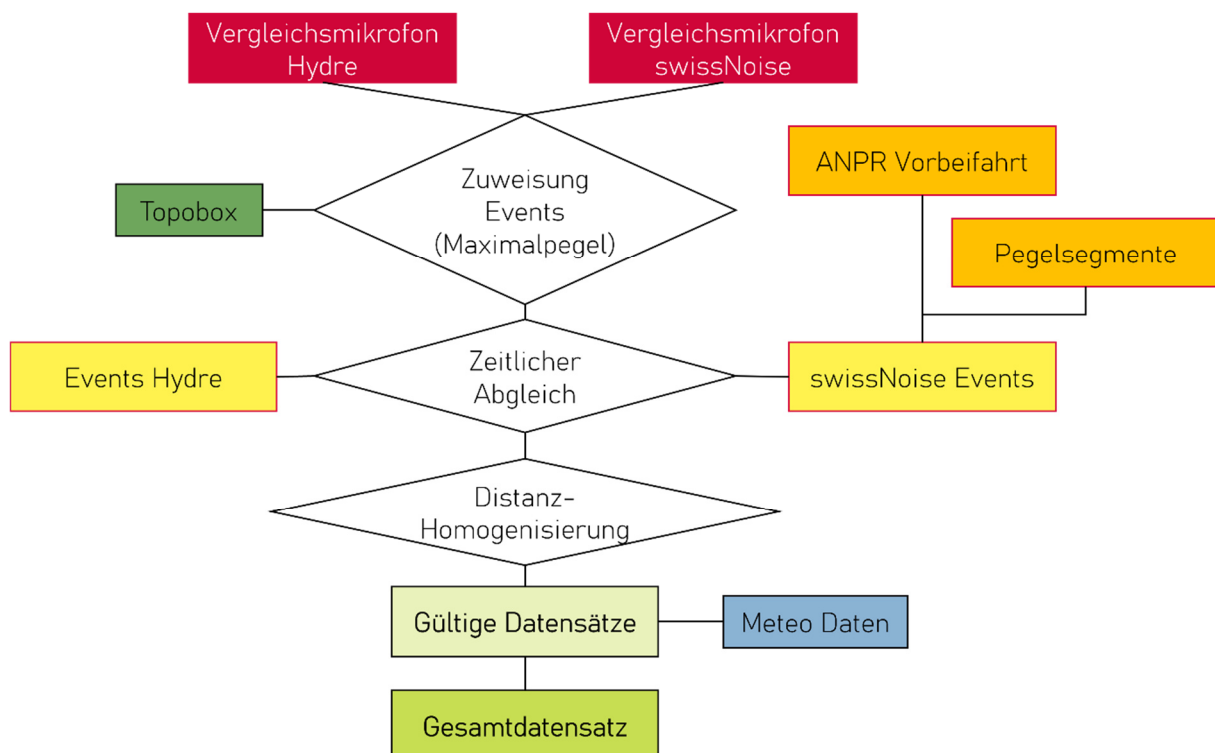 Vergleichsmikrofon
Hydre
Vergleichsmikrofon
swissNoise
Zuweisung
Events
(Maximalpegel)
Topobox
ANPR Vorbeifahrt
Pegelsegmente
Events Hydre
Zeitlicher
Abgleich
swissNoise Events
Distanz-
Homogenisierung
Gültige Datensätze
Meteo Daten
Gesamtdatensatz